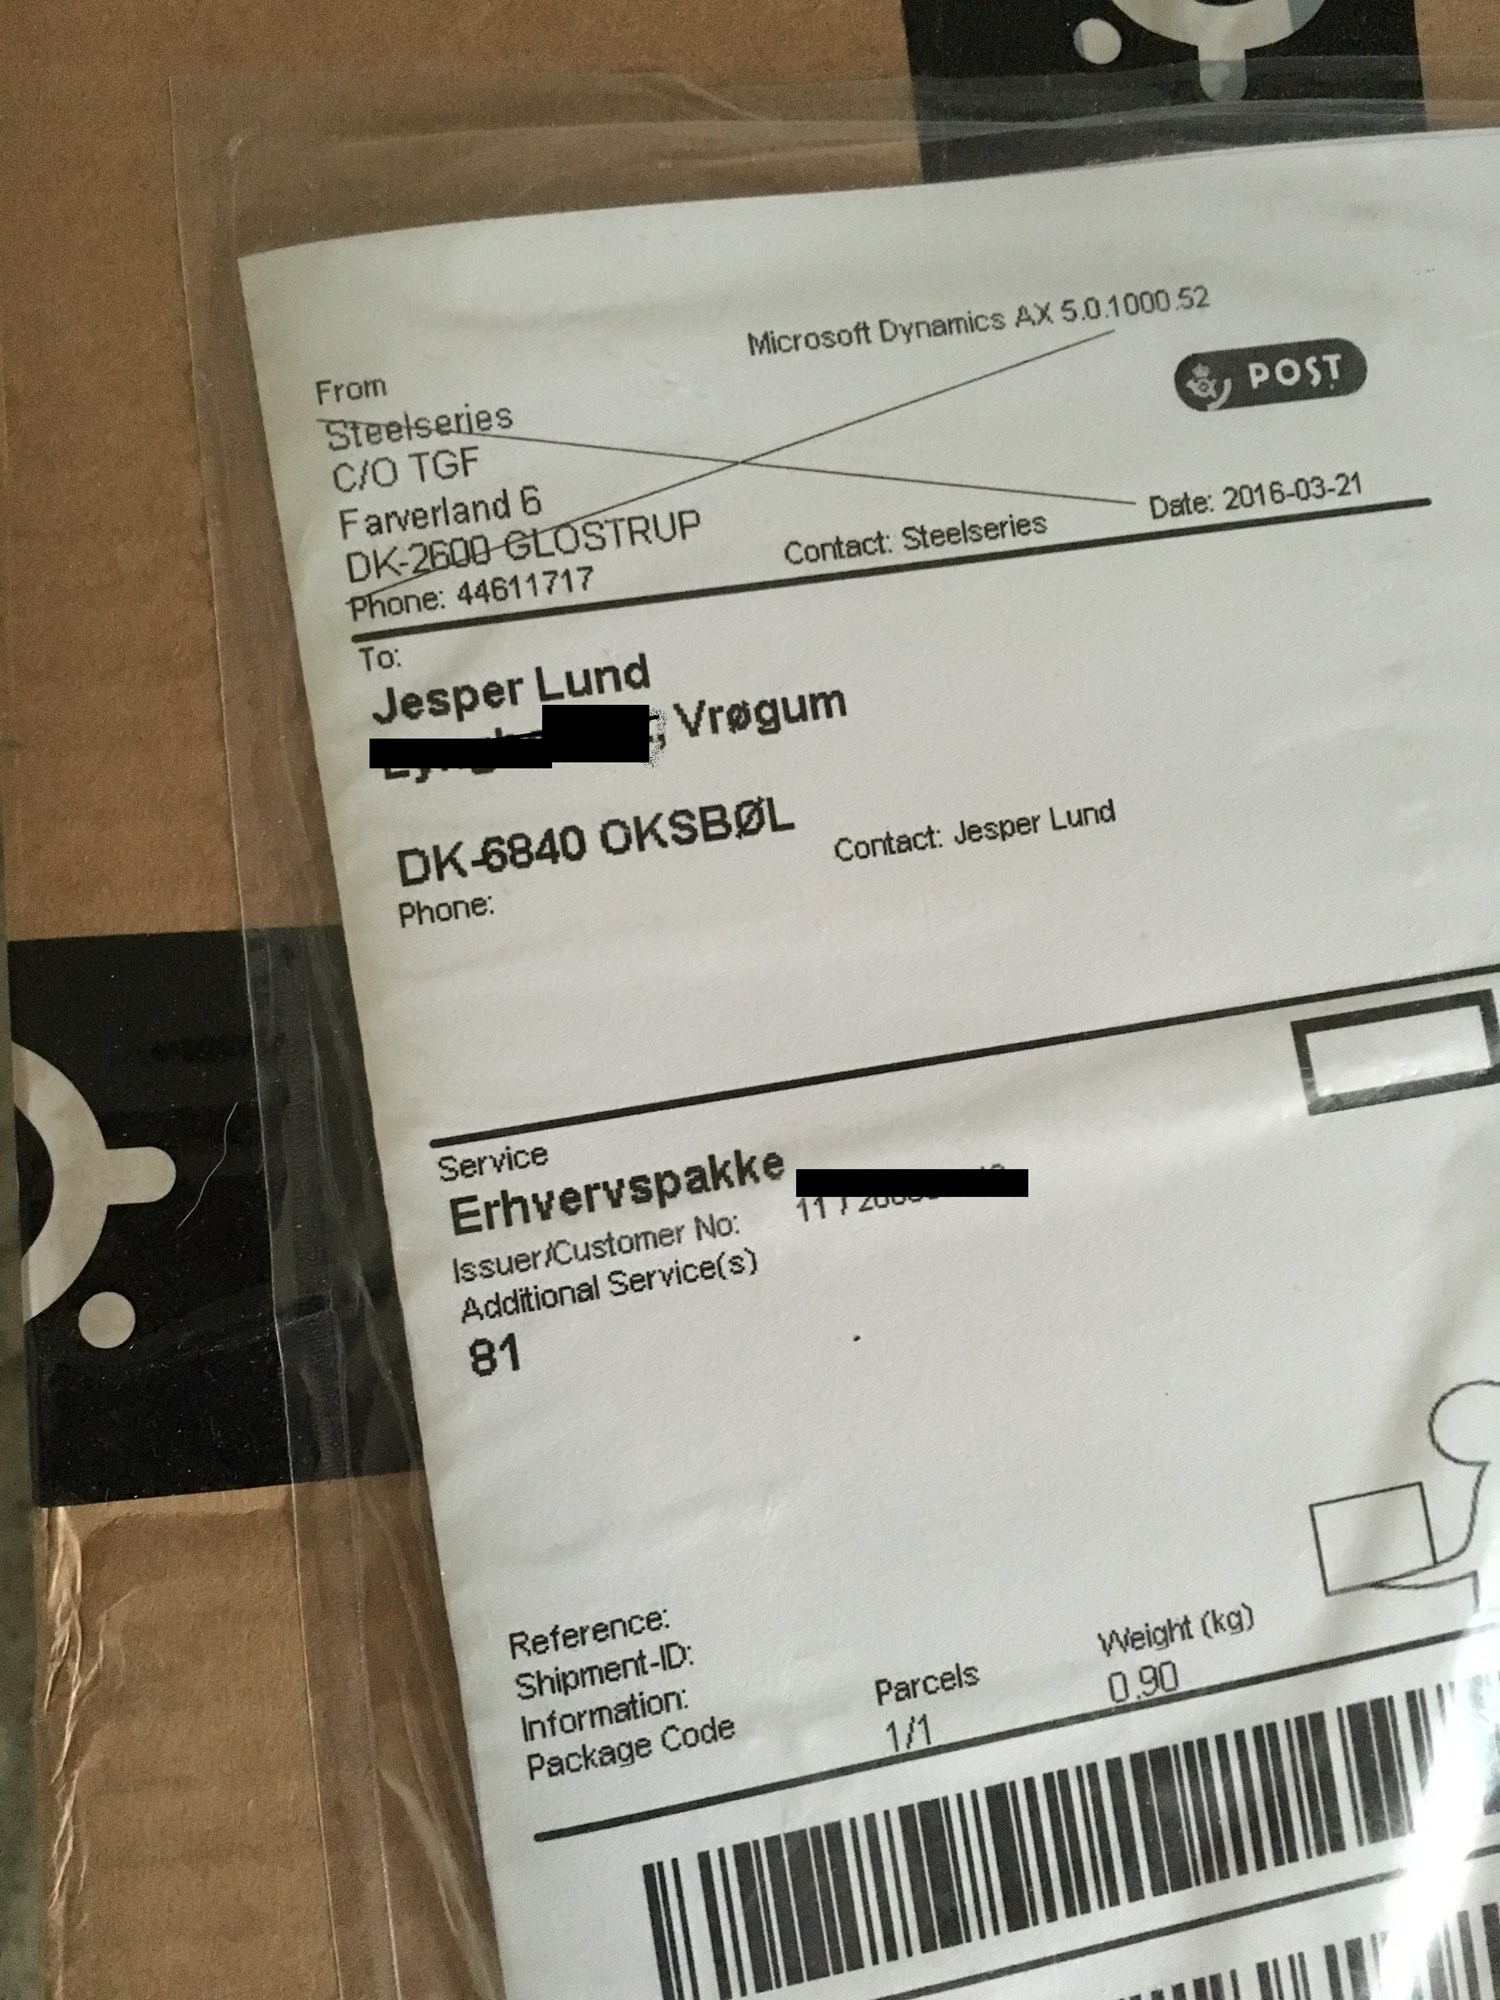 Microsoft Dynamics AX 5.0.1000.52
POST
From
Steelseries
C/O TGF
Farverland 6
DK-2600 GLOSTRUP
Phone: 44611717
Contact: Steelseries
Date: 2016-03-21
To:
Jesper Lund
, Vrøgum
DK-6840 OKSBØL
Contact: Jesper Lund
Phone:
Service
Erhvervspakke
Issuer/Customer No:
Additional Service(s)
81
Reference:
Shipment-ID:
Information:
Package Code
Parcels
1/1
Weight (kg)
0.90